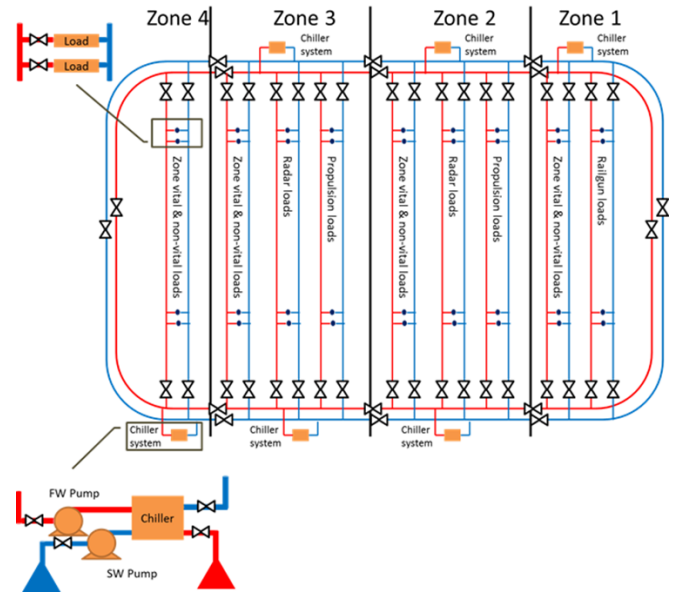 Zone 4
Zone 3
Zone 2
Zone 1
Load
Load
Chiller
system
Chiller
system
Chiller
system
Zone vital & non-vital loads
Zone vital & non-vital loads
Radar loads
Propulsion loads
Zone vital & non-vital loads
Radar loads
Propulsion loads
Zone vital & non-vital loads
Railgun loads
Chiller
system
Chiller
system
Chiller
system
FW Pump
Chiller
SW Pump